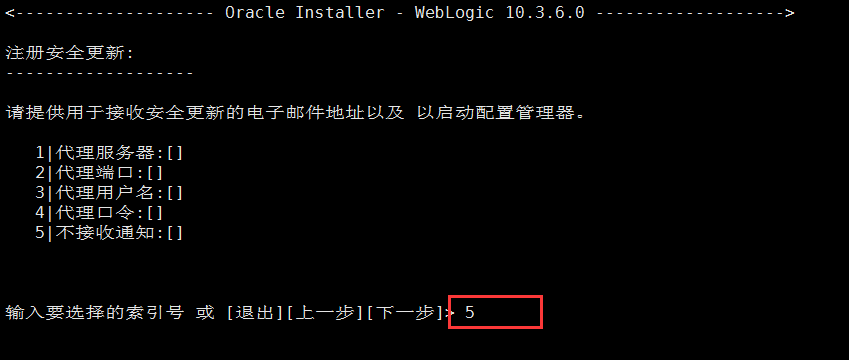 <-------------------- Oracle Installer - WebLogic 10.3.6.0 ------------------->
注册安全更新:
-------------------
请提供用于接收安全更新的电子邮件地址以及 以启动配置管理器。
1|代理服务器:[]
2|代理端口:[]
3|代理用户名:[]
4|代理口令:[]
5|不接收通知:[]
输入要选择的索引号 或 [退出][上一步][下一步]> 5